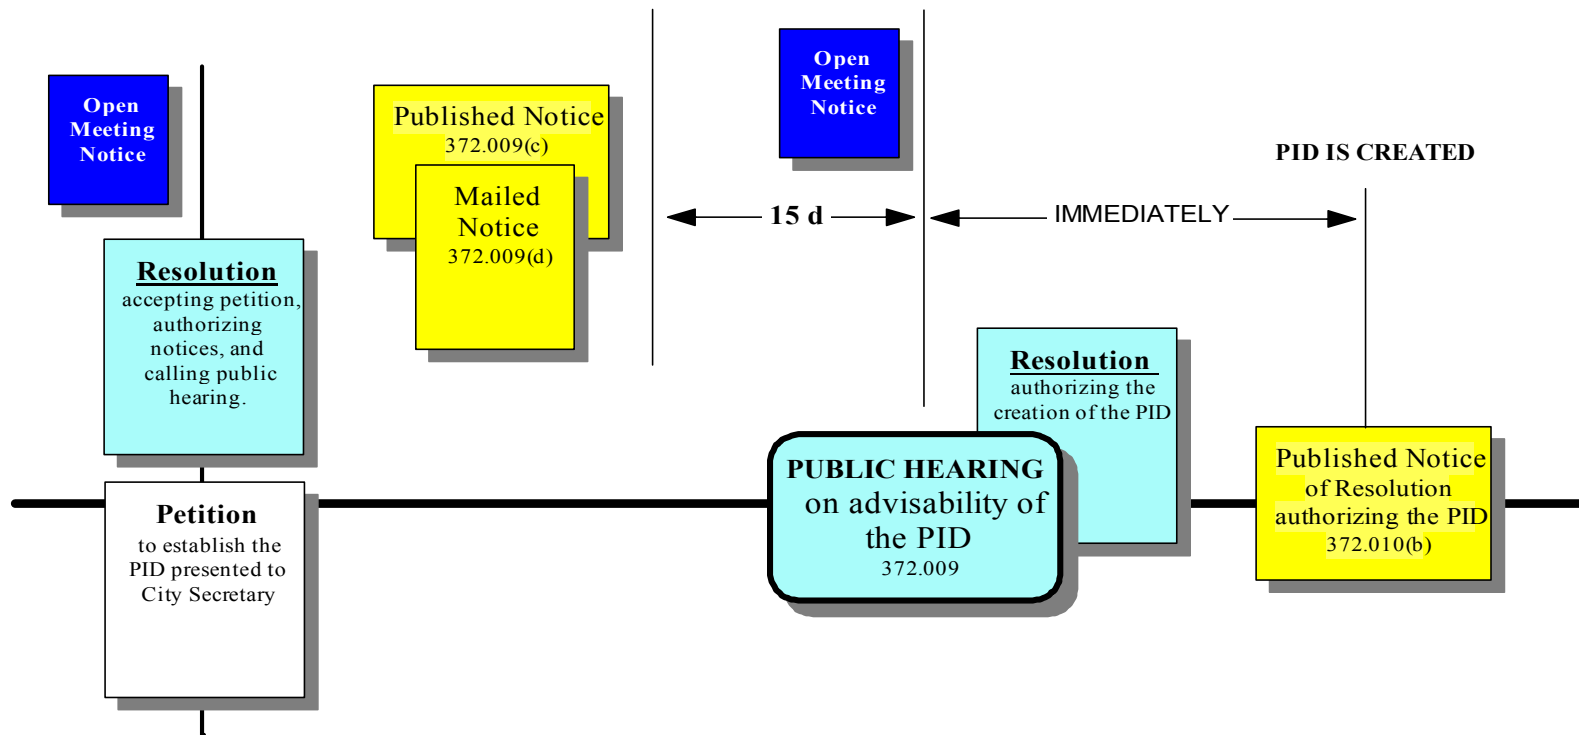 Open
Meeting
Notice
Resolution
accepting petition,
authorizing
notices, and
calling public
hearing.
Petition
to establish the
PID presented to
City Secretary
Published Notice
372.009(c)
Mailed
Notice
372.009(d)
15 d
Open
Meeting
Notice
IMMEDIATELY
PID IS CREATED
PUBLIC HEARING
on advisability of
the PID
372.009
Resolution
authorizing the
creation of the PID
Published Notice
of Resolution
authorizing the PID
372.010(b)